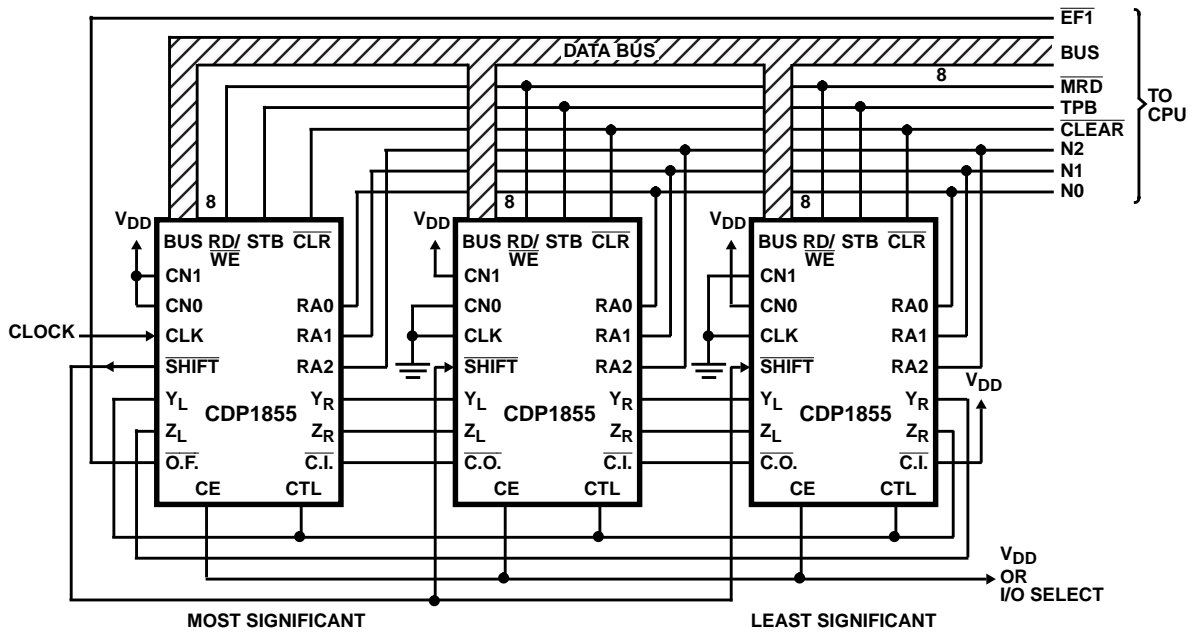 EF1
DATA BUS
BUS
8
MRD
TPB
TO
CPU
CLEAR
N2
N1
N0
8
8
8
VDD
VDD
VDD
BUS RD/WE STB CLR
BUS RD/WE STB CLR
BUS RD/WE STB CLR
CN1
CN1
CN1
CN0 RA0
CN0 RA0
CN0 RA0
CLOCK
CLK RA1
CLK RA1
CLK RA1
SHIFT RA2
SHIFT RA2
SHIFT RA2
VDD
YL YR
YL YR
YL YR
CDP1855
CDP1855
CDP1855
ZL ZR
ZL ZR
ZL ZR
O.F. C.I.
C.O. C.I.
C.O. C.I.
CE CTL
CE CTL
CE CTL
VDD
OR
I/O SELECT
MOST SIGNIFICANT
LEAST SIGNIFICANT